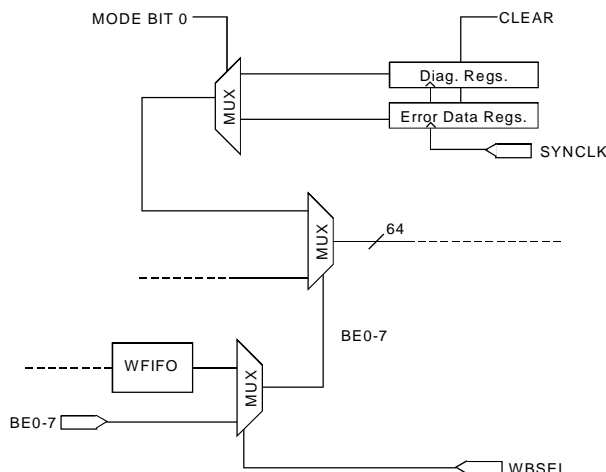 MODE BIT 0
CLEAR
Diag. Regs.
MUX
Error Data Regs.
SYNCLK
64
MUX
BE0-7
WFIFO
MUX
BE0-7
WBSEL